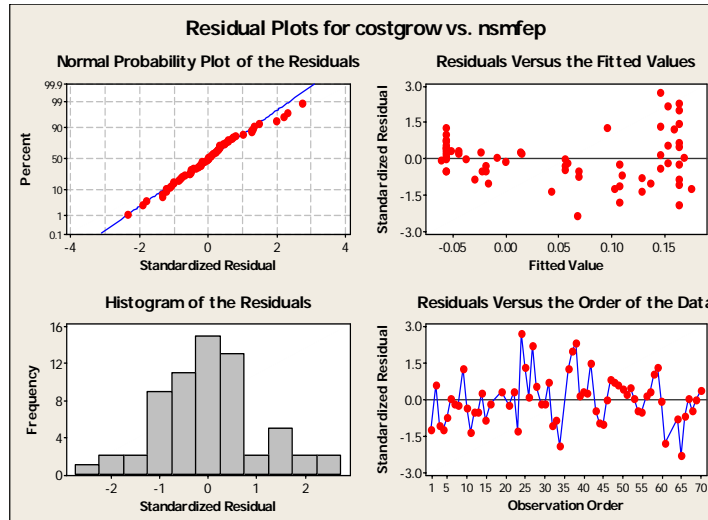 Residual Plots for costgrow vs. nsmfep
Normal Probability Plot of the Residuals
Percent
99.9
99
90
50
10
1
0.1
-4 -2 0 2 4
Standardized Residual
Residuals Versus the Fitted Values
Standardized Residual
3.0
1.5
0.0
-1.5
-3.0
-0.05 0.00 0.05 0.10 0.15
Fitted Value
Histogram of the Residuals
Frequency
16
12
8
4
0
-2 -1 0 1 2
Standardized Residual
Residuals Versus the Order of the Data
Standardized Residual
3.0
1.5
0.0
-1.5
-3.0
1 5 10 15 20 25 30 35 40 45 50 55 60 65 70
Observation Order